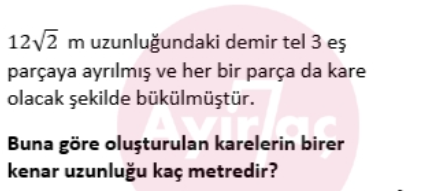 12√2 m uzunluğundaki demir tel 3 eş
parçaya ayrılmış ve her bir parça da kare
olacak şekilde bükülmüştür.
Buna göre oluşturulan karelerin birer
kenar uzunluğu kaç metredir?